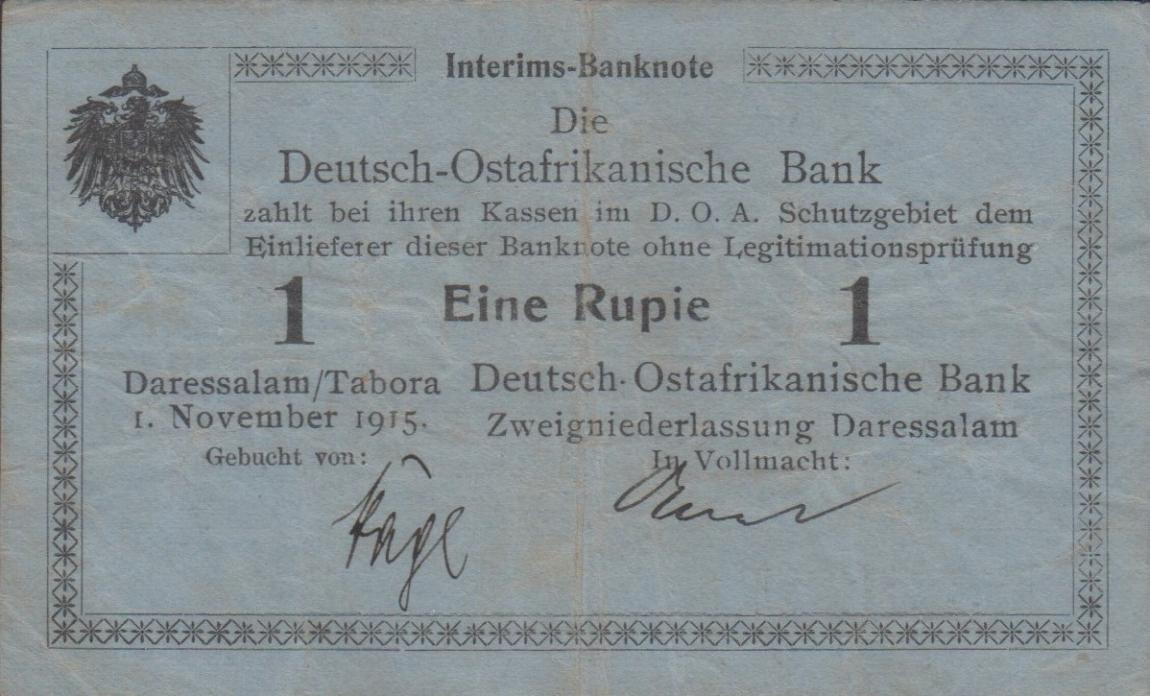 Interims-Banknote
Die
Deutsch-Ostafrikanische Bank
zahlt bei ihren Kassen im D. O. A. Schutzgebiet dem
Einlieferer dieser Banknote ohne Legitimationsprüfung
1 Eine Rupie 1
Daressalam/Tabora
1. November 1915.
Gebucht von:
Deutsch-Ostafrikanische Bank
Zweigniederlassung Daressalam
In Vollmacht: